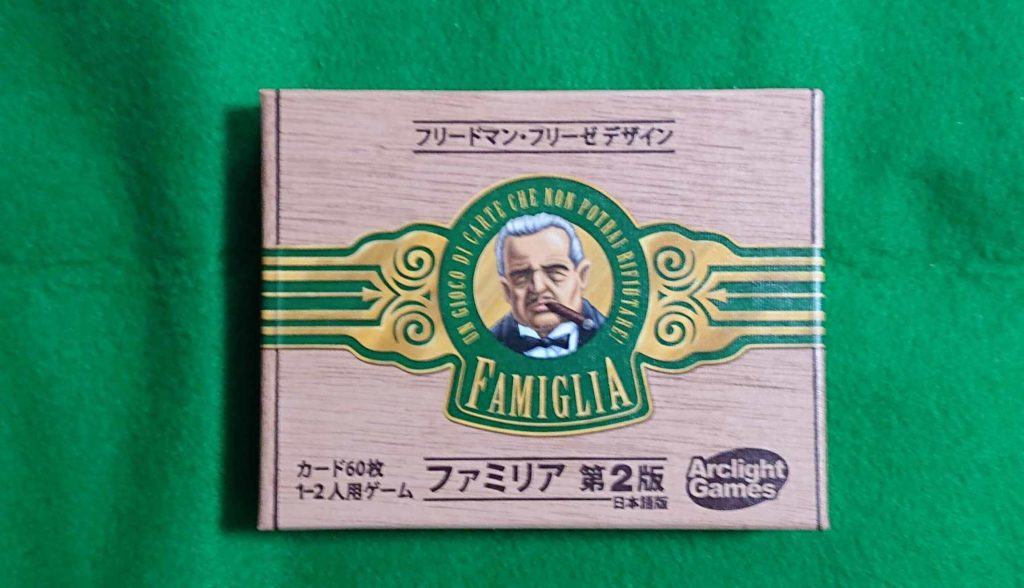 フリードマン・フリーゼ デザイン
UN GIOCO DI CARTE CHE NON POTRAI RIFIUTARE!
FAMIGLIA
カード60枚
1-2人用ゲーム
ファミリア 第2版
日本語版
Arclight
Games